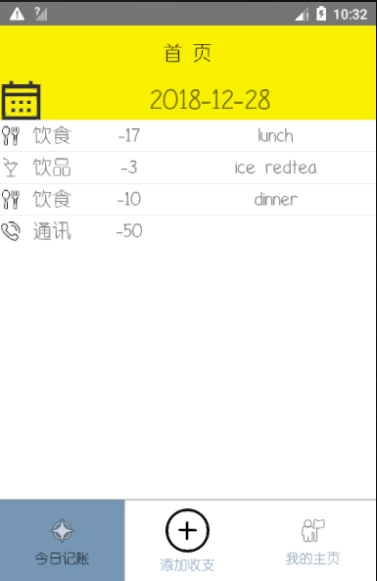 10:32
首 页
2018-12-28
饮食 -17 lunch
饮品 -3 ice redtea
饮食 -10 dinner
通讯 -50
今日记账 添加收支 我的主页